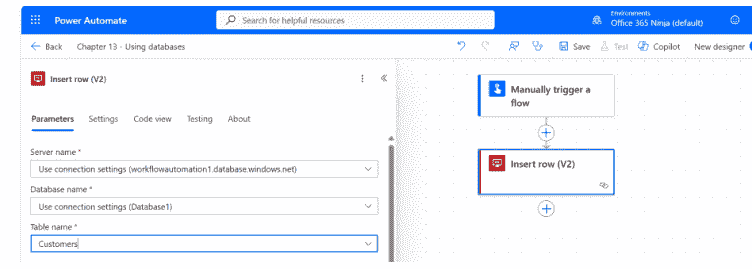 Power Automate
Search for helpful resources
Environments
Office 365 Ninja (default)
Back
Chapter 13 - Using databases
Save
Test
Copilot
New designer
Insert row (V2)
Parameters
Settings
Code view
Testing
About
Server name *
Use connection settings (workflowautomation1.database.windows.net)
Database name *
Use connection settings (Database1)
Table name *
Customers
Manually trigger a
flow
Insert row (V2)